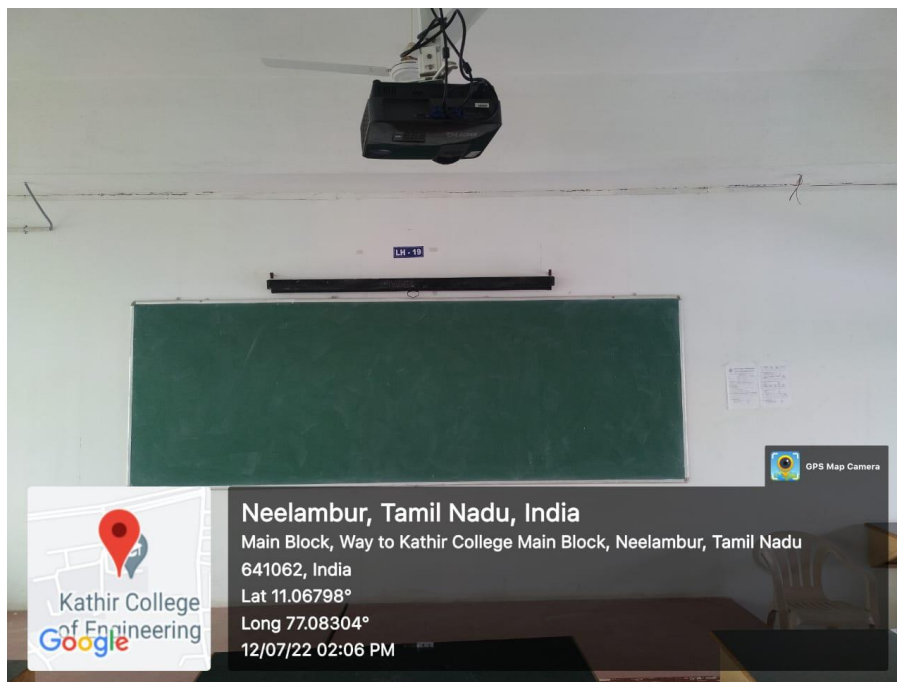 LH - 19
GPS Map Camera
Neelambur, Tamil Nadu, India
Main Block, Way to Kathir College Main Block, Neelambur, Tamil Nadu
641062, India
Lat 11.06798°
Long 77.08304°
12/07/22 02:06 PM
Kathir College
of Engineering
Google